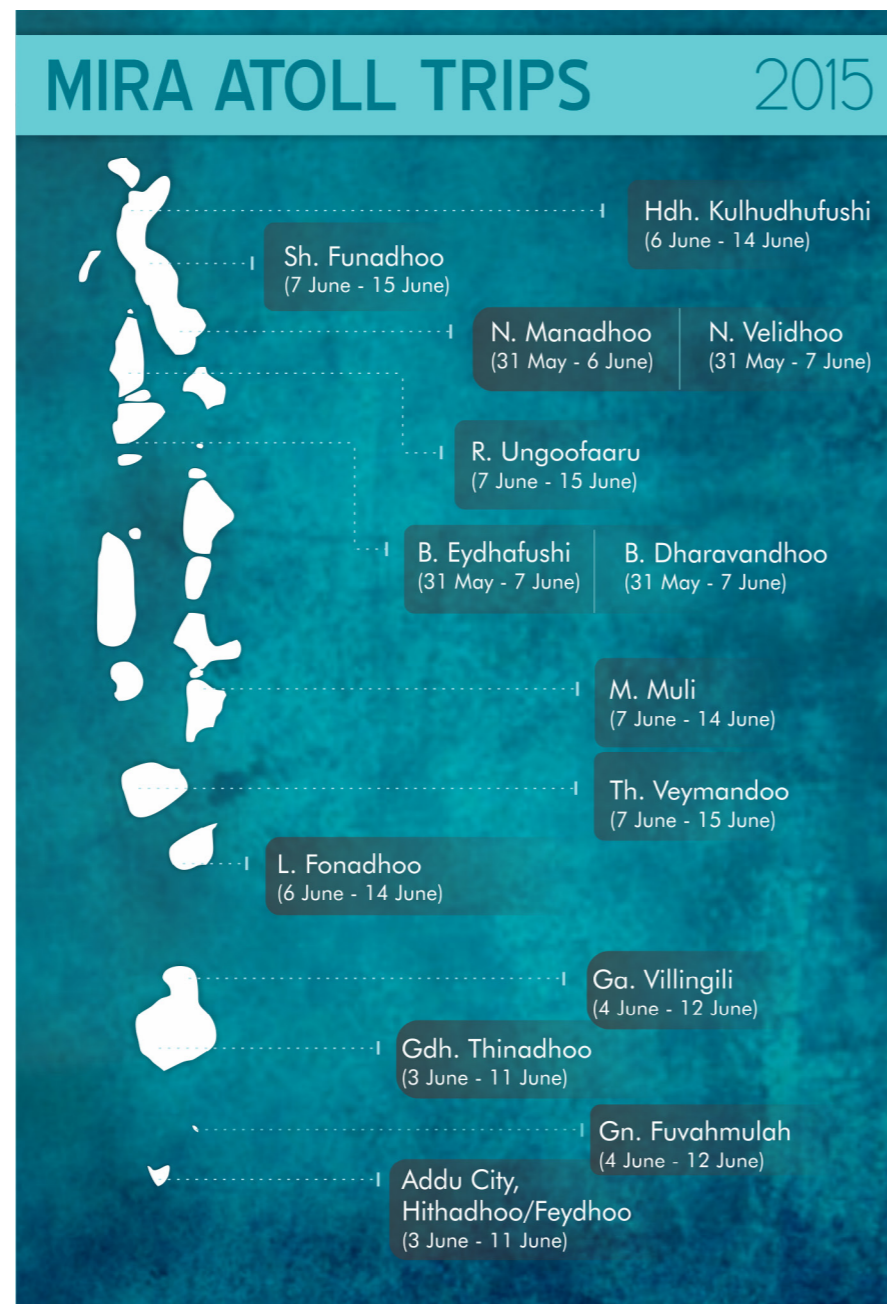 MIRA ATOLL TRIPS 2015
Hdh. Kulhudhufushi
(6 June - 14 June)
Sh. Funadhoo
(7 June - 15 June)
N. Manadhoo
(31 May - 6 June)
N. Velidhoo
(31 May - 7 June)
R. Ungoofaaru
(7 June - 15 June)
B. Eydhafushi
(31 May - 7 June)
B. Dharavandhoo
(31 May - 7 June)
M. Muli
(7 June - 14 June)
Th. Veymandoo
(7 June - 15 June)
L. Fonadhoo
(6 June - 14 June)
Ga. Villingili
(4 June - 12 June)
Gdh. Thinadhoo
(3 June - 11 June)
Gn. Fuvahmulah
(4 June - 12 June)
Addu City,
Hithadhoo/Feydhoo
(3 June - 11 June)